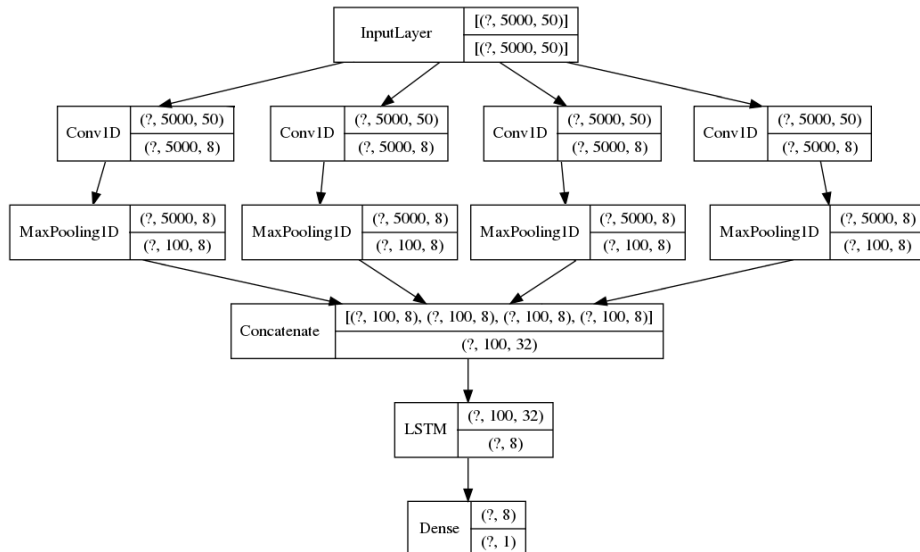 InputLayer
[(?, 5000, 50)]
[(?, 5000, 50)]
Conv1D
(?, 5000, 50)
(?, 5000, 8)
Conv1D
(?, 5000, 50)
(?, 5000, 8)
Conv1D
(?, 5000, 50)
(?, 5000, 8)
Conv1D
(?, 5000, 50)
(?, 5000, 8)
MaxPooling1D
(?, 5000, 8)
(?, 100, 8)
MaxPooling1D
(?, 5000, 8)
(?, 100, 8)
MaxPooling1D
(?, 5000, 8)
(?, 100, 8)
MaxPooling1D
(?, 5000, 8)
(?, 100, 8)
Concatenate
[(?, 100, 8), (?, 100, 8), (?, 100, 8), (?, 100, 8)]
(?, 100, 32)
LSTM
(?, 100, 32)
(?, 8)
Dense
(?, 8)
(?, 1)